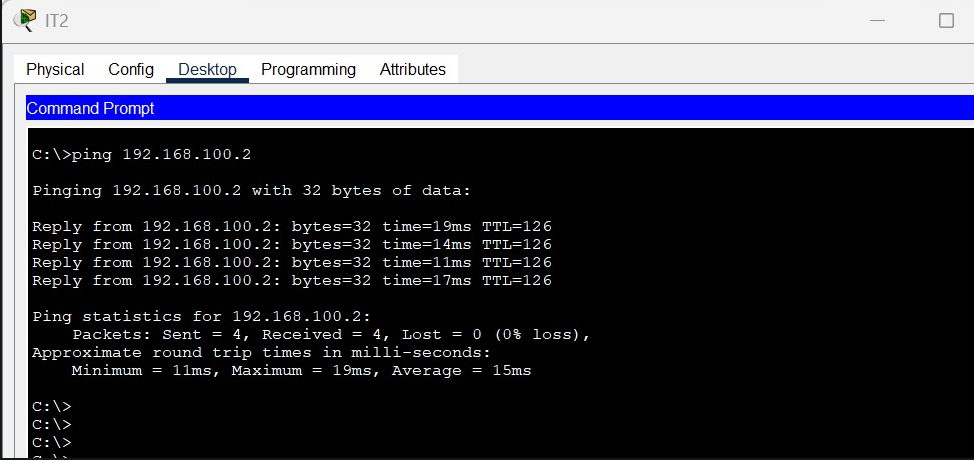 IT2
Physical Config Desktop Programming Attributes
Command Prompt
C:\>ping 192.168.100.2
Pinging 192.168.100.2 with 32 bytes of data:
Reply from 192.168.100.2: bytes=32 time=19ms TTL=126
Reply from 192.168.100.2: bytes=32 time=14ms TTL=126
Reply from 192.168.100.2: bytes=32 time=11ms TTL=126
Reply from 192.168.100.2: bytes=32 time=17ms TTL=126
Ping statistics for 192.168.100.2:
    Packets: Sent = 4, Received = 4, Lost = 0 (0% loss),
Approximate round trip times in milli-seconds:
    Minimum = 11ms, Maximum = 19ms, Average = 15ms
C:\>
C:\>
C:\>
C:\>